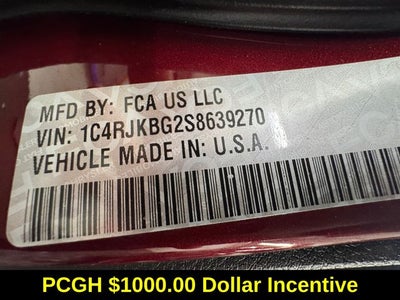 MFD BY: FCA US LLC
VIN: 1C4RJKBG2S8639270
VEHICLE MADE IN: U.S.A.
PCGH $1000.00 Dollar Incentive